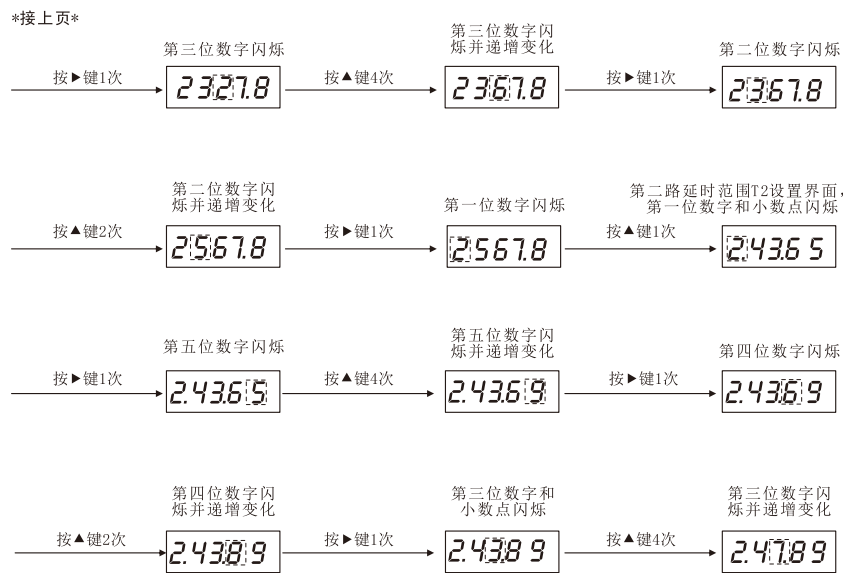 *接上页*
第三位数字闪烁
第三位数字闪
烁并递增变化
第二位数字闪烁
按▶键1次
2327.8
按▲键4次
2367.8
按▶键1次
2367.8
第二位数字闪
烁并递增变化
第一位数字闪烁
第二路延时范围T2设置界面,
第一位数字和小数点闪烁
按▲键2次
2567.8
按▶键1次
2567.8
按▲键1次
2.43.6 5
第五位数字闪烁
第五位数字闪
烁并递增变化
第四位数字闪烁
按▶键1次
2.43.6 5
按▲键4次
2.43.6 9
按▶键1次
2.43.6 9
第四位数字闪
烁并递增变化
第三位数字和
小数点闪烁
第三位数字闪
烁并递增变化
按▲键2次
2.43.8 9
按▶键1次
2.43.8 9
按▲键4次
2.47.8 9